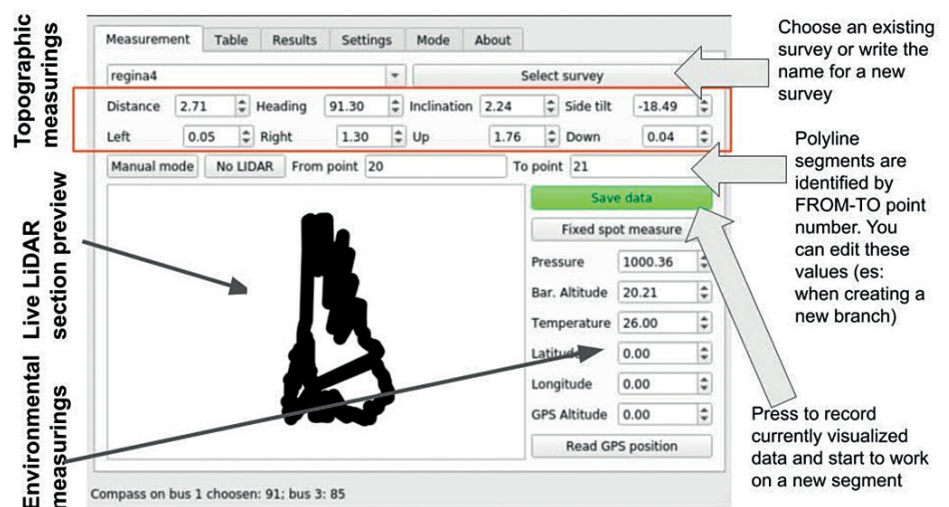 Topographic
measurings
Measurement Table Results Settings Mode About
regina4 Select survey
Distance 2.71 Heading 91.30 Inclination 2.24 Side tilt -18.49
Left 0.05 Right 1.30 Up 1.76 Down 0.04
Manual mode No LIDAR From point 20 To point 21
Save data
Fixed spot measure
Pressure 1000.36
Bar. Altitude 20.21
Temperature 26.00
Latitude 0.00
Longitude 0.00
GPS Altitude 0.00
Read GPS position
Compass on bus 1 choosen: 91; bus 3: 85
Live LiDAR
section preview
Environmental
measurings
Choose an existing
survey or write the
name for a new
survey
Polyline
segments are
identified by
FROM-TO point
number. You
can edit these
values (es:
when creating a
new branch)
Press to record
currently visualized
data and start to work
on a new segment